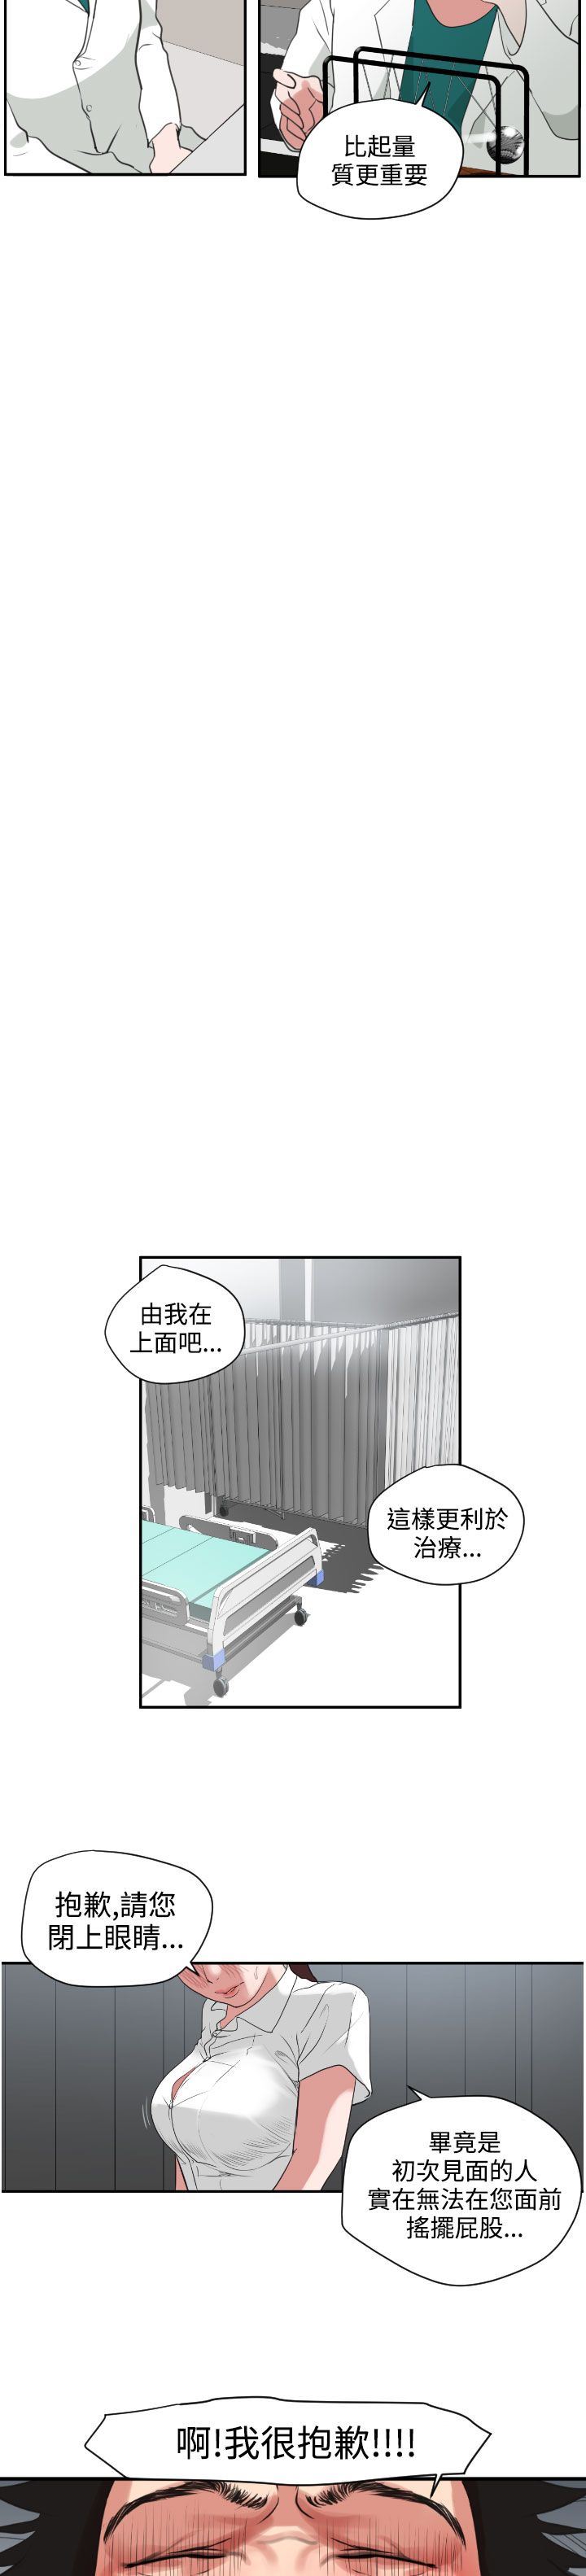 比起量
質更重要
由我在
上面吧...
這樣更利於
治療...
抱歉,請您
閉上眼睛...
畢竟是
初次見面的人
實在無法在您面前
搖擺屁股...
啊!我很抱歉!!!!